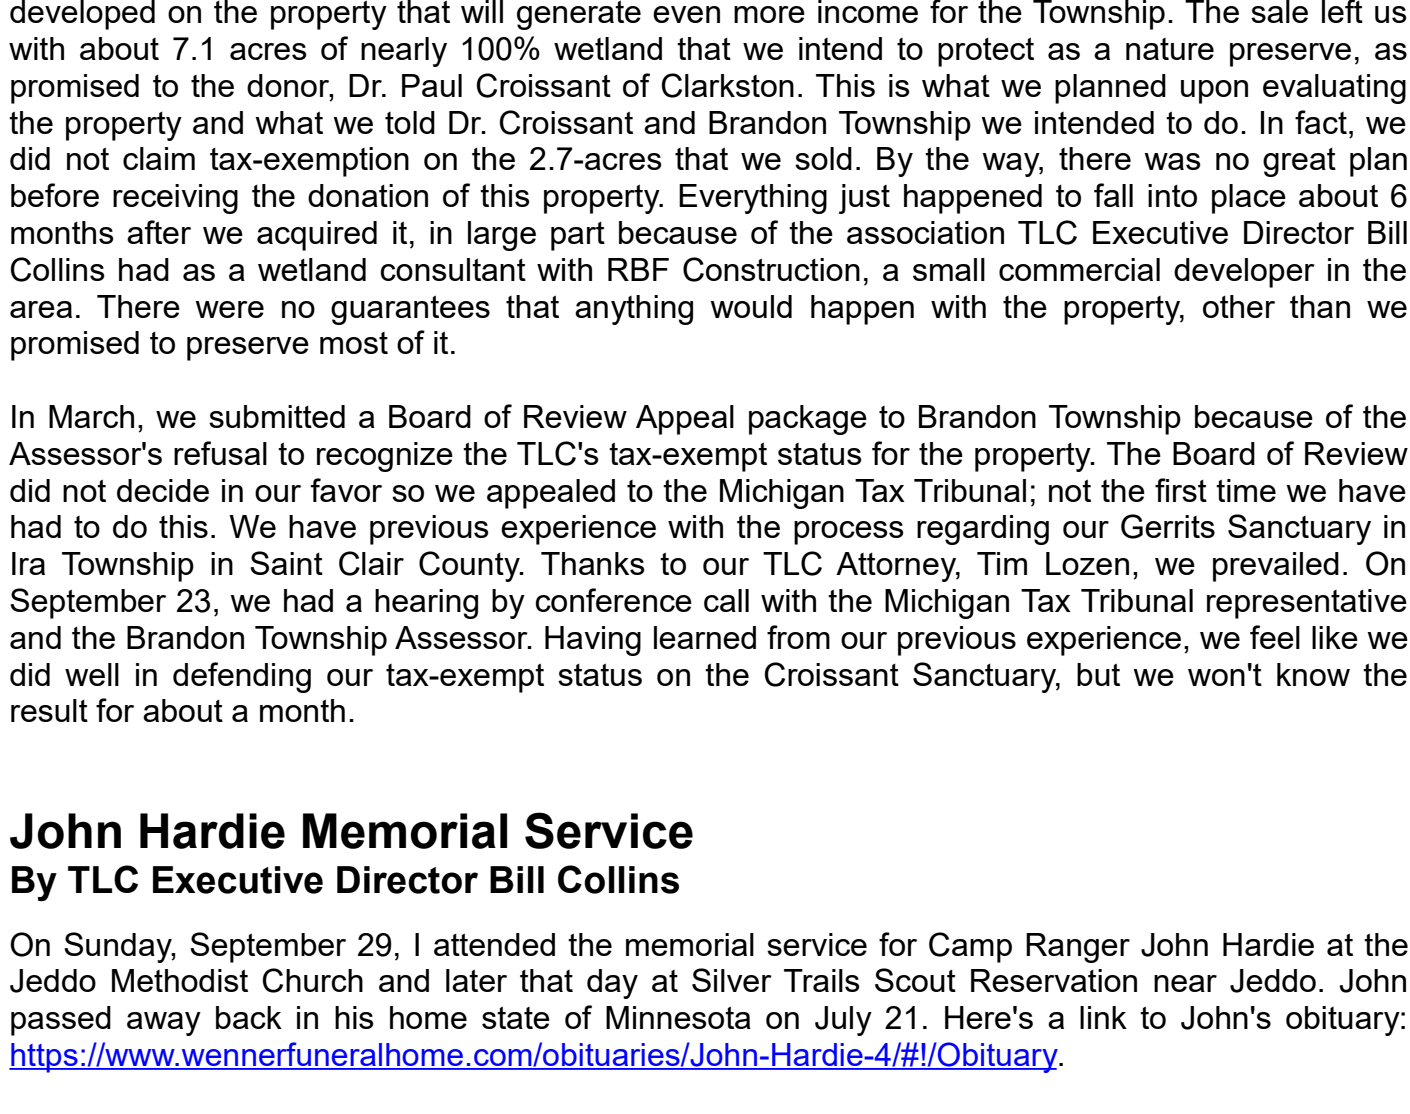 developed on the property that will generate even more income for the Township. The sale left us
with about 7.1 acres of nearly 100% wetland that we intend to protect as a nature preserve, as
promised to the donor, Dr. Paul Croissant of Clarkston. This is what we planned upon evaluating
the property and what we told Dr. Croissant and Brandon Township we intended to do. In fact, we
did not claim tax-exemption on the 2.7-acres that we sold. By the way, there was no great plan
before receiving the donation of this property. Everything just happened to fall into place about 6
months after we acquired it, in large part because of the association TLC Executive Director Bill
Collins had as a wetland consultant with RBF Construction, a small commercial developer in the
area. There were no guarantees that anything would happen with the property, other than we
promised to preserve most of it.
In March, we submitted a Board of Review Appeal package to Brandon Township because of the
Assessor's refusal to recognize the TLC's tax-exempt status for the property. The Board of Review
did not decide in our favor so we appealed to the Michigan Tax Tribunal; not the first time we have
had to do this. We have previous experience with the process regarding our Gerrits Sanctuary in
Ira Township in Saint Clair County. Thanks to our TLC Attorney, Tim Lozen, we prevailed. On
September 23, we had a hearing by conference call with the Michigan Tax Tribunal representative
and the Brandon Township Assessor. Having learned from our previous experience, we feel like we
did well in defending our tax-exempt status on the Croissant Sanctuary, but we won't know the
result for about a month.
John Hardie Memorial Service
By TLC Executive Director Bill Collins
On Sunday, September 29, I attended the memorial service for Camp Ranger John Hardie at the
Jeddo Methodist Church and later that day at Silver Trails Scout Reservation near Jeddo. John
passed away back in his home state of Minnesota on July 21. Here's a link to John's obituary:
https://www.wennerfuneralhome.com/obituaries/John-Hardie-4/#!/Obituary.